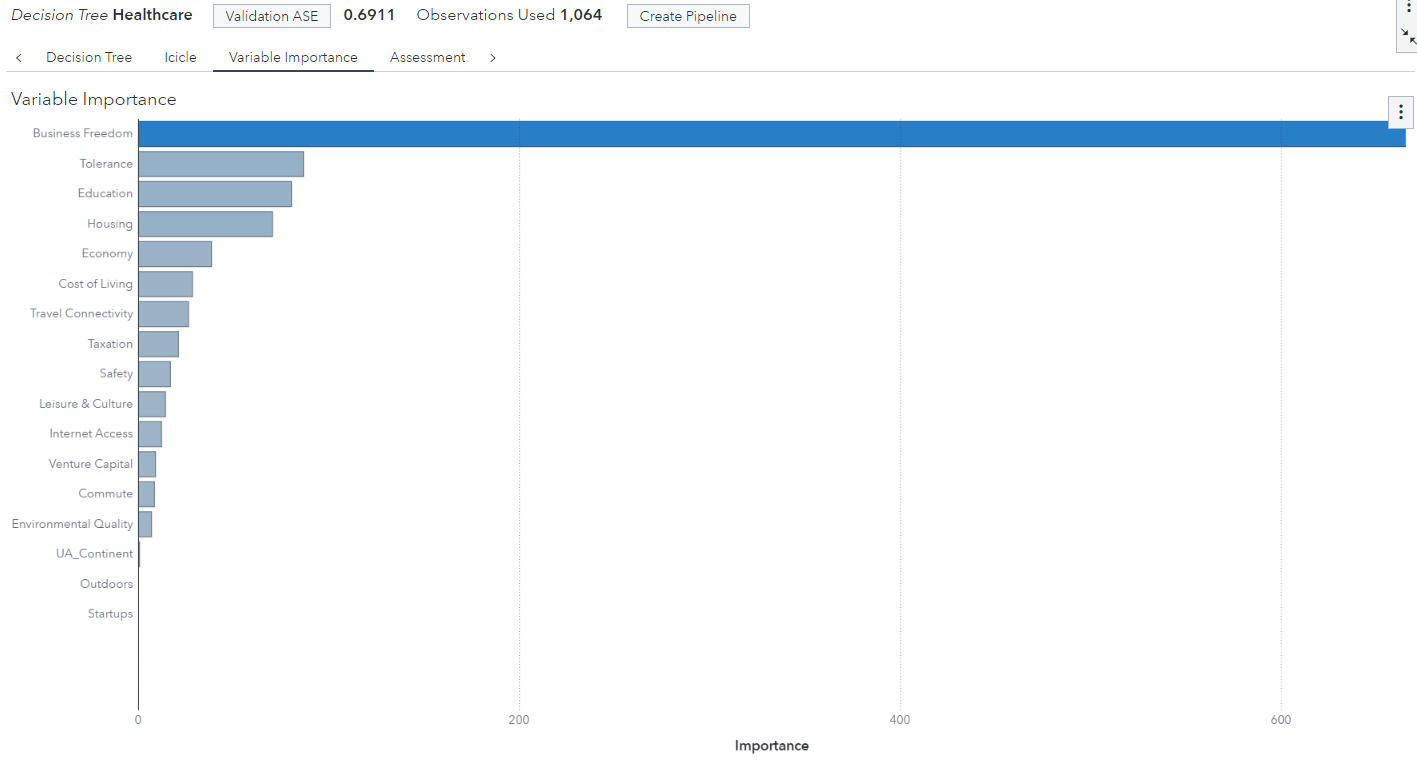 Decision Tree Healthcare Validation ASE 0.6911 Observations Used 1,064 Create Pipeline
< Decision Tree Icicle Variable Importance Assessment >
Variable Importance
Business Freedom
Tolerance
Education
Housing
Economy
Cost of Living
Travel Connectivity
Taxation
Safety
Leisure & Culture
Internet Access
Venture Capital
Commute
Environmental Quality
UA_Continent
Outdoors
Startups
0 200 400 600
Importance